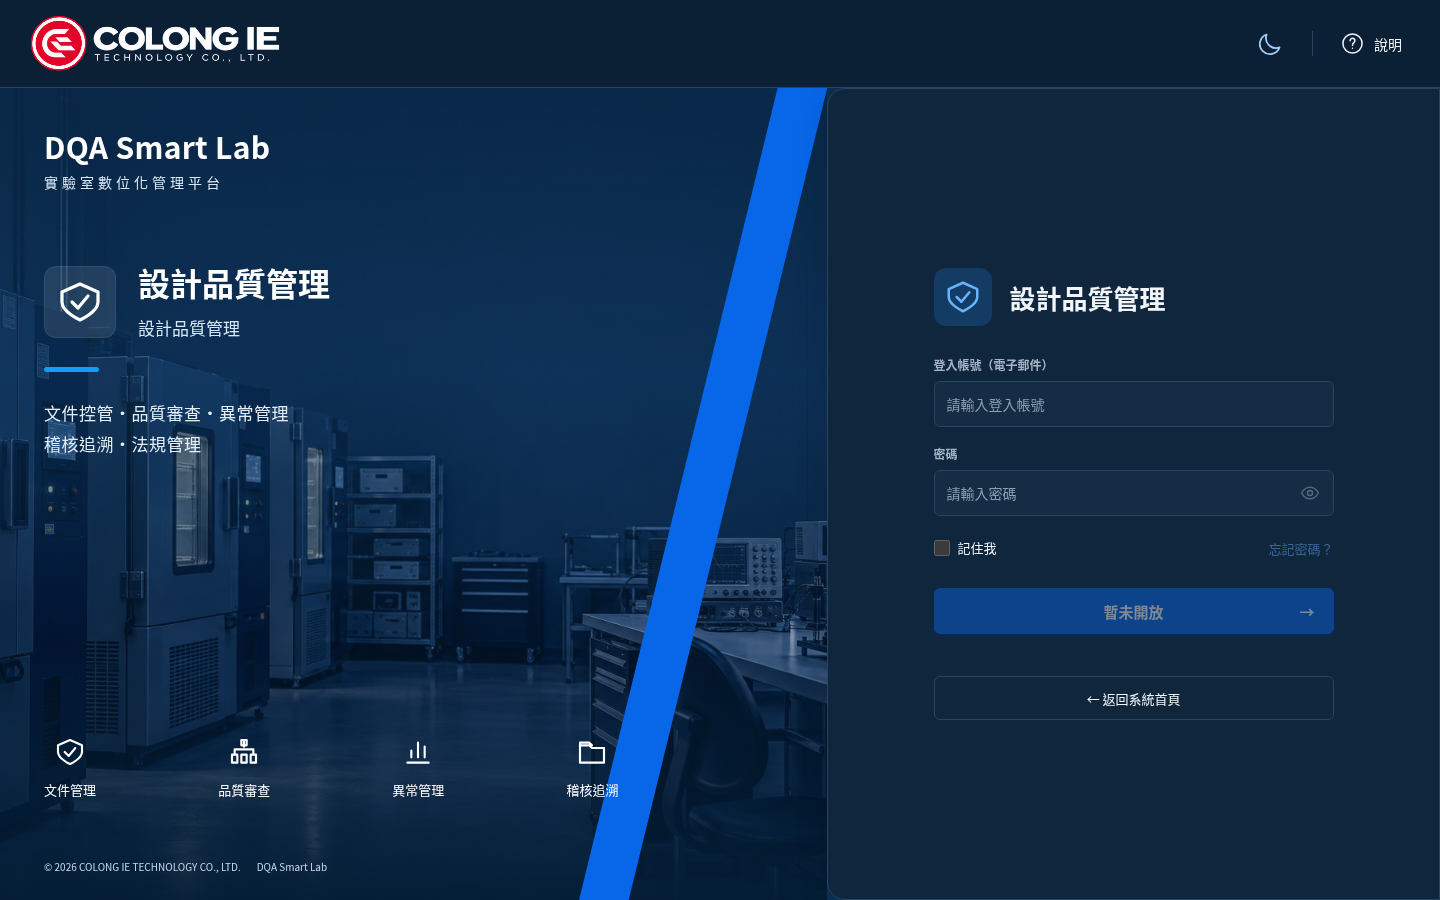 COLONG IE
TECHNOLOGY CO., LTD.
說明
DQA Smart Lab
實驗室數位化管理平台
設計品質管理
設計品質管理
文件控管・品質審查・異常管理
稽核追溯・法規管理
文件管理
品質審查
異常管理
稽核追溯
© 2026 COLONG IE TECHNOLOGY CO., LTD. DQA Smart Lab
設計品質管理
登入帳號（電子郵件）
請輸入登入帳號
密碼
請輸入密碼
記住我
忘記密碼？
暫未開放 →
← 返回系統首頁